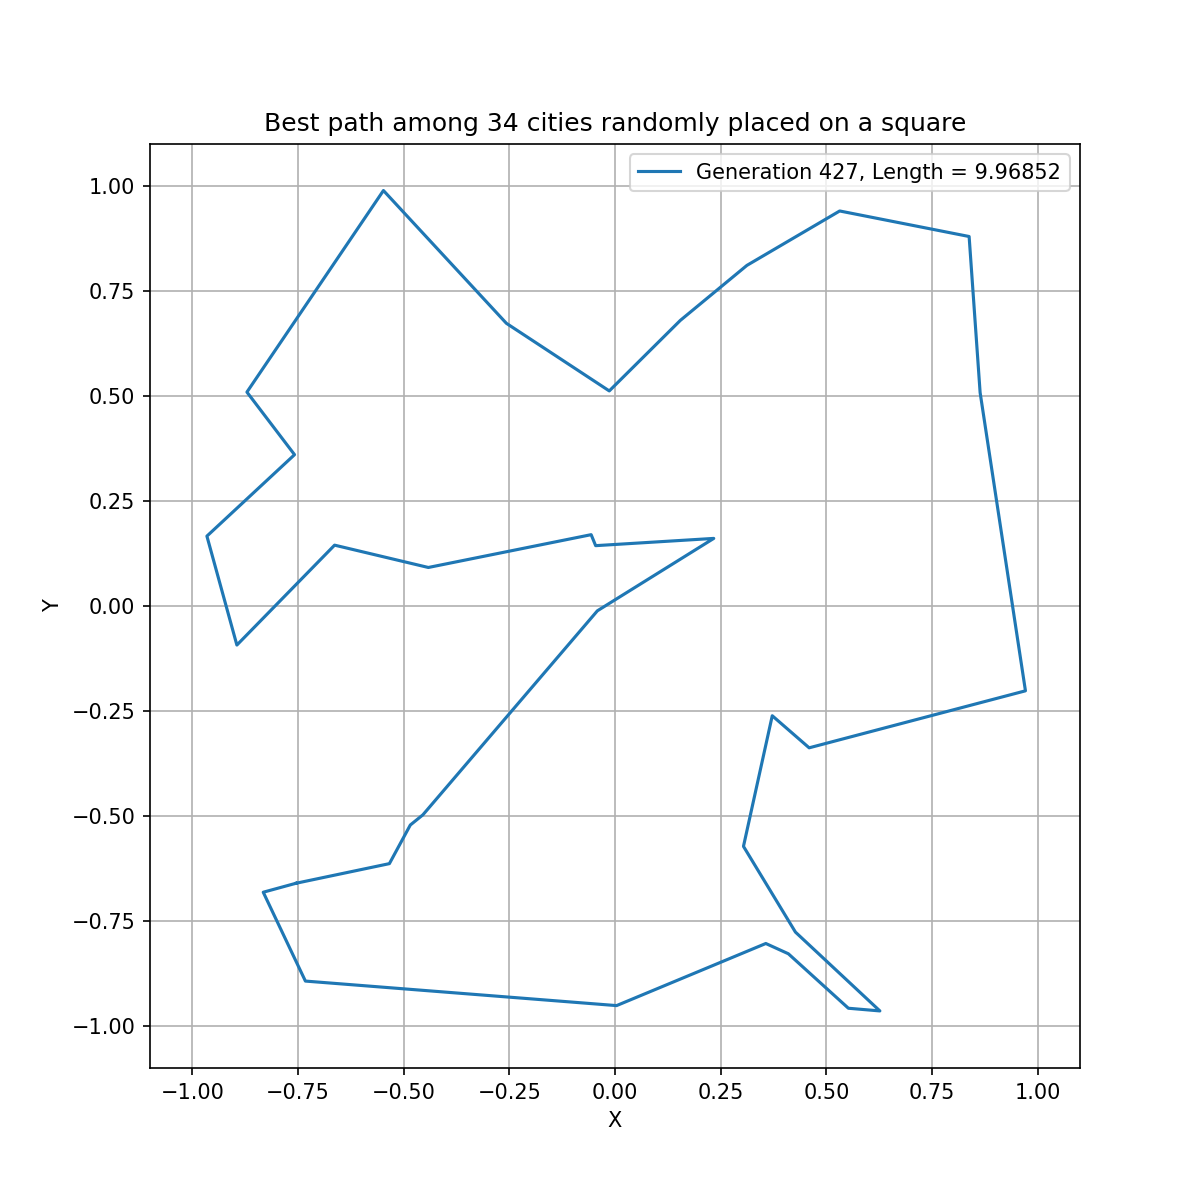 Best path among 34 cities randomly placed on a square
Generation 427, Length = 9.96852
1.00
0.75
0.50
0.25
0.00
−0.25
−0.50
−0.75
−1.00
Y
−1.00 −0.75 −0.50 −0.25 0.00 0.25 0.50 0.75 1.00
X